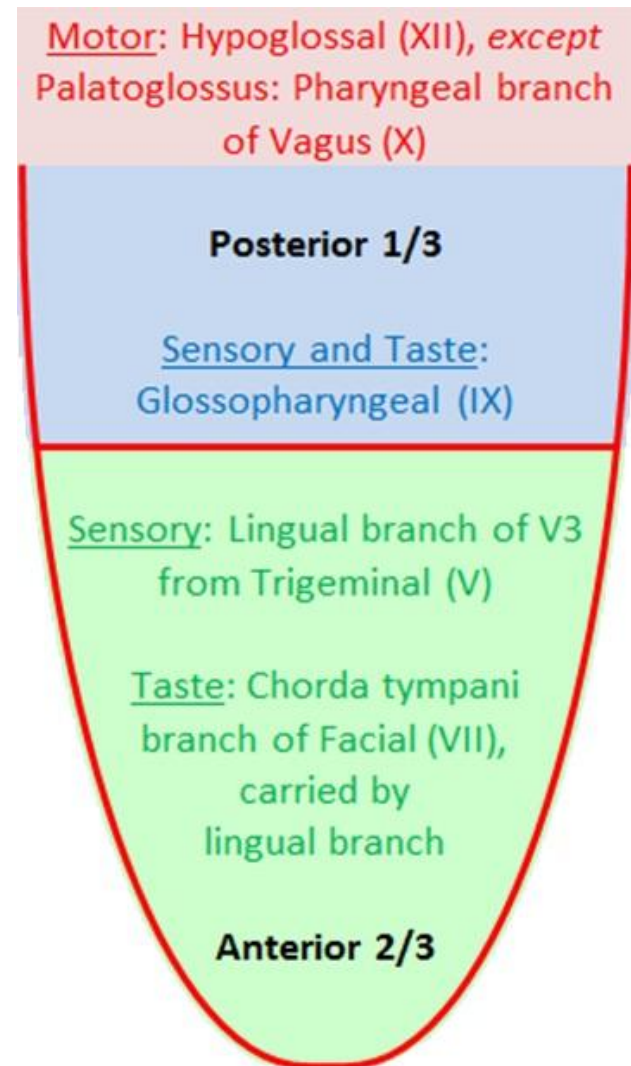 Motor: Hypoglossal (XII), except
Palatoglossus: Pharyngeal branch
of Vagus (X)
Posterior 1/3
Sensory and Taste:
Glossopharyngeal (IX)
Sensory: Lingual branch of V3
from Trigeminal (V)
Taste: Chorda tympani
branch of Facial (VII),
carried by
lingual branch
Anterior 2/3